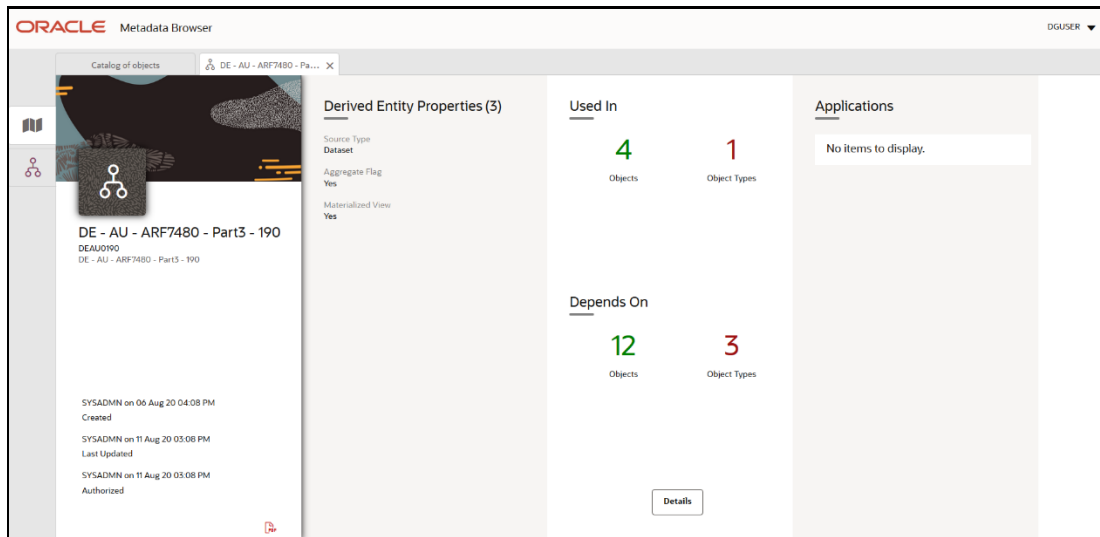 ORACLE Metadata Browser
DGUSER
Catalog of objects
DE - AU - ARF7480 - Pa...
DE - AU - ARF7480 - Part3 - 190
DEAU0190
DE - AU - ARF7480 - Part3 - 190
SYSADMN on 06 Aug 20 04:08 PM
Created
SYSADMN on 11 Aug 20 03:08 PM
Last Updated
SYSADMN on 11 Aug 20 03:08 PM
Authorized
PDF
Derived Entity Properties (3)
Source Type
Dataset
Aggregate Flag
Yes
Materialized View
Yes
Used In
4 1
Objects Object Types
Depends On
12 3
Objects Object Types
Details
Applications
No items to display.